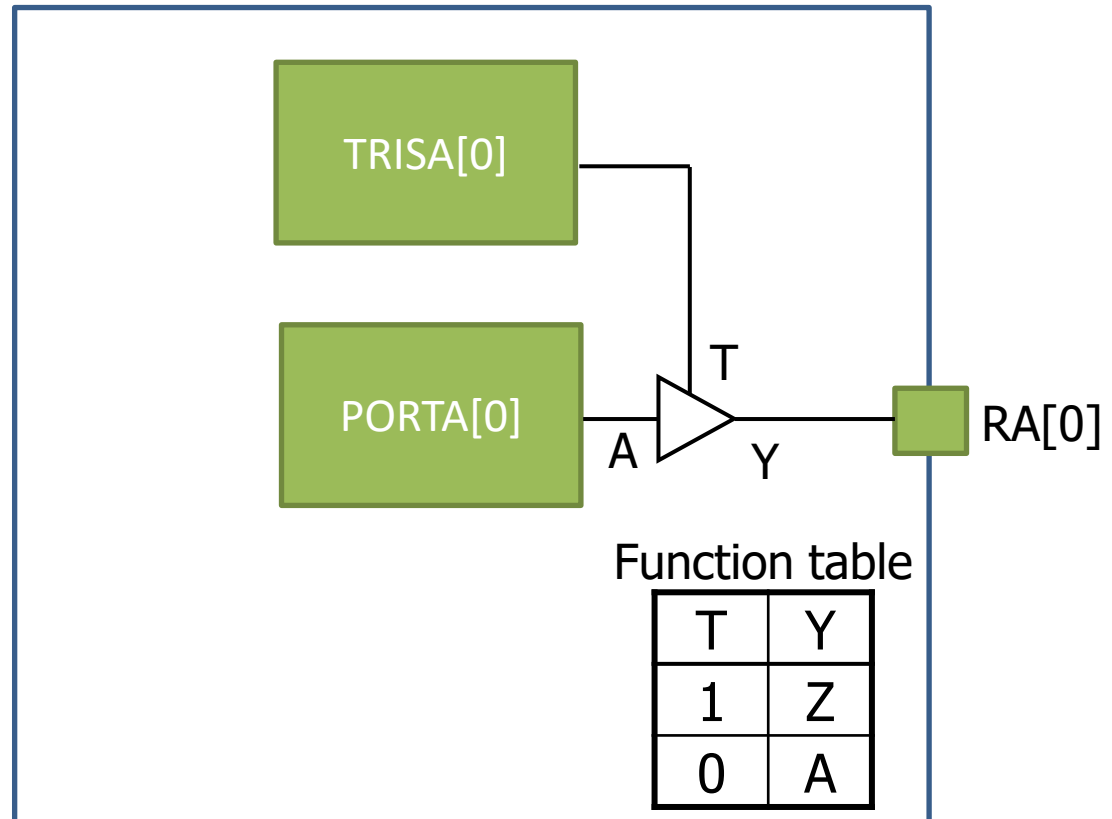 TRISA[0]
T
PORTA[0]
A
Y
RA[0]
Function table
T Y
1 Z
0 A